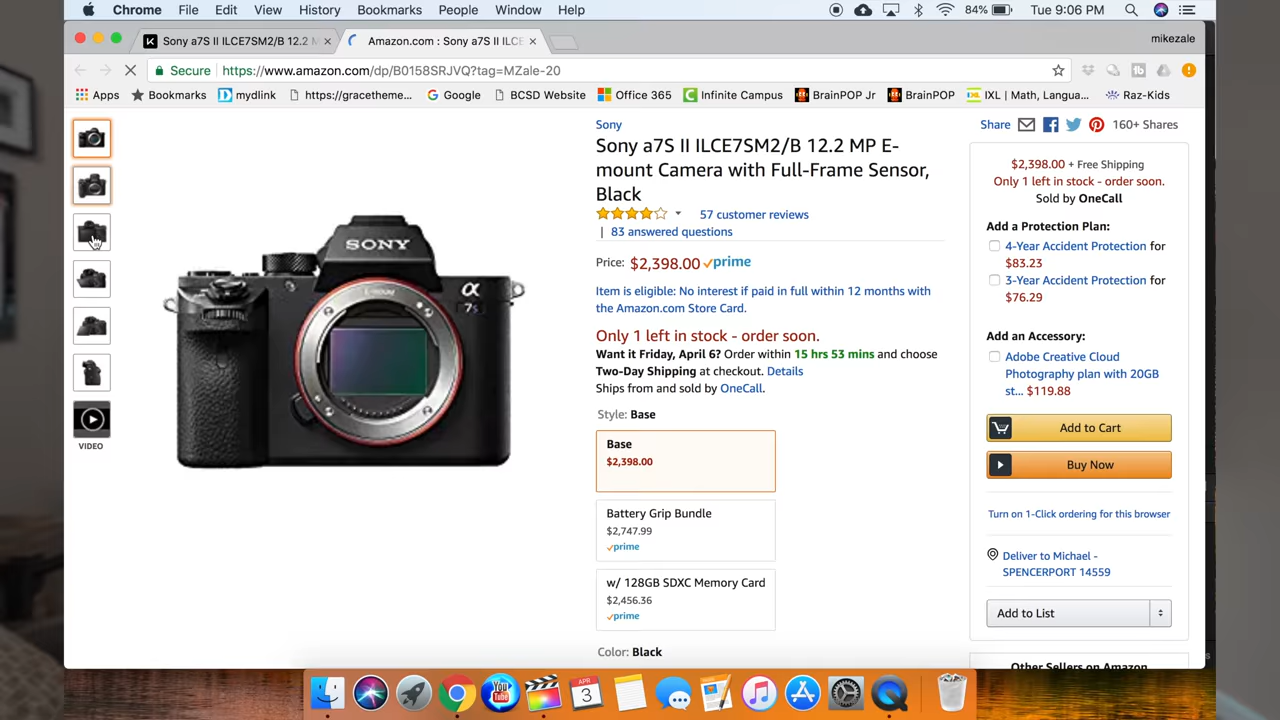 Chrome File Edit View History Bookmarks People Window Help 84% Tue 9:06 PM
Sony a7S II ILCE7SM2/B 12.2 M Amazon.com : Sony a7S II ILCE mikezale
Secure https://www.amazon.com/dp/B0158SRJVQ?tag=MZale-20
Apps Bookmarks mydlink https://gracetheme... Google BCSD Website Office 365 Infinite Campus BrainPOP Jr BrainPOP IXL | Math, Langua... Raz-Kids
VIDEO
SONY
α
7S
Sony
Sony a7S II ILCE7SM2/B 12.2 MP E-
mount Camera with Full-Frame Sensor,
Black
57 customer reviews
| 83 answered questions
Price: $2,398.00 prime
Item is eligible: No interest if paid in full within 12 months with
the Amazon.com Store Card.
Only 1 left in stock - order soon.
Want it Friday, April 6? Order within 15 hrs 53 mins and choose
Two-Day Shipping at checkout. Details
Ships from and sold by OneCall.
Style: Base
Base
$2,398.00
Battery Grip Bundle
$2,747.99
prime
w/ 128GB SDXC Memory Card
$2,456.36
prime
Color: Black
Share 160+ Shares
$2,398.00 + Free Shipping
Only 1 left in stock - order soon.
Sold by OneCall
Add a Protection Plan:
4-Year Accident Protection for
$83.23
3-Year Accident Protection for
$76.29
Add an Accessory:
Adobe Creative Cloud
Photography plan with 20GB
st... $119.88
Add to Cart
Buy Now
Turn on 1-Click ordering for this browser
Deliver to Michael -
SPENCERPORT 14559
Add to List
Other Sellers on Amazon
You
Tube
APR
3